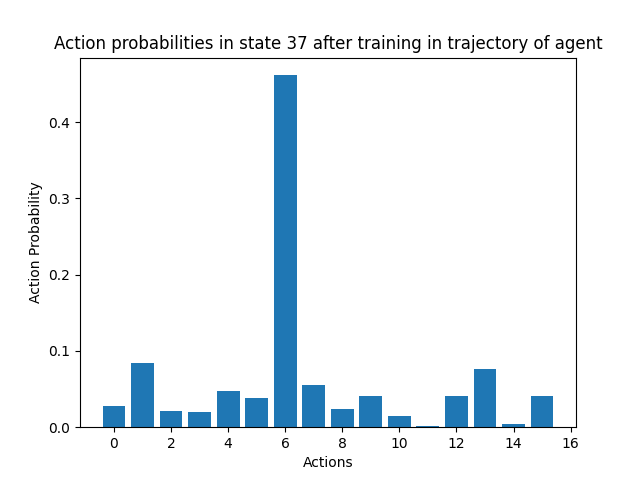 Action probabilities in state 37 after training in trajectory of agent
0.4
0.3
0.2
0.1
0.0
Action Probability
0 2 4 6 8 10 12 14 16
Actions